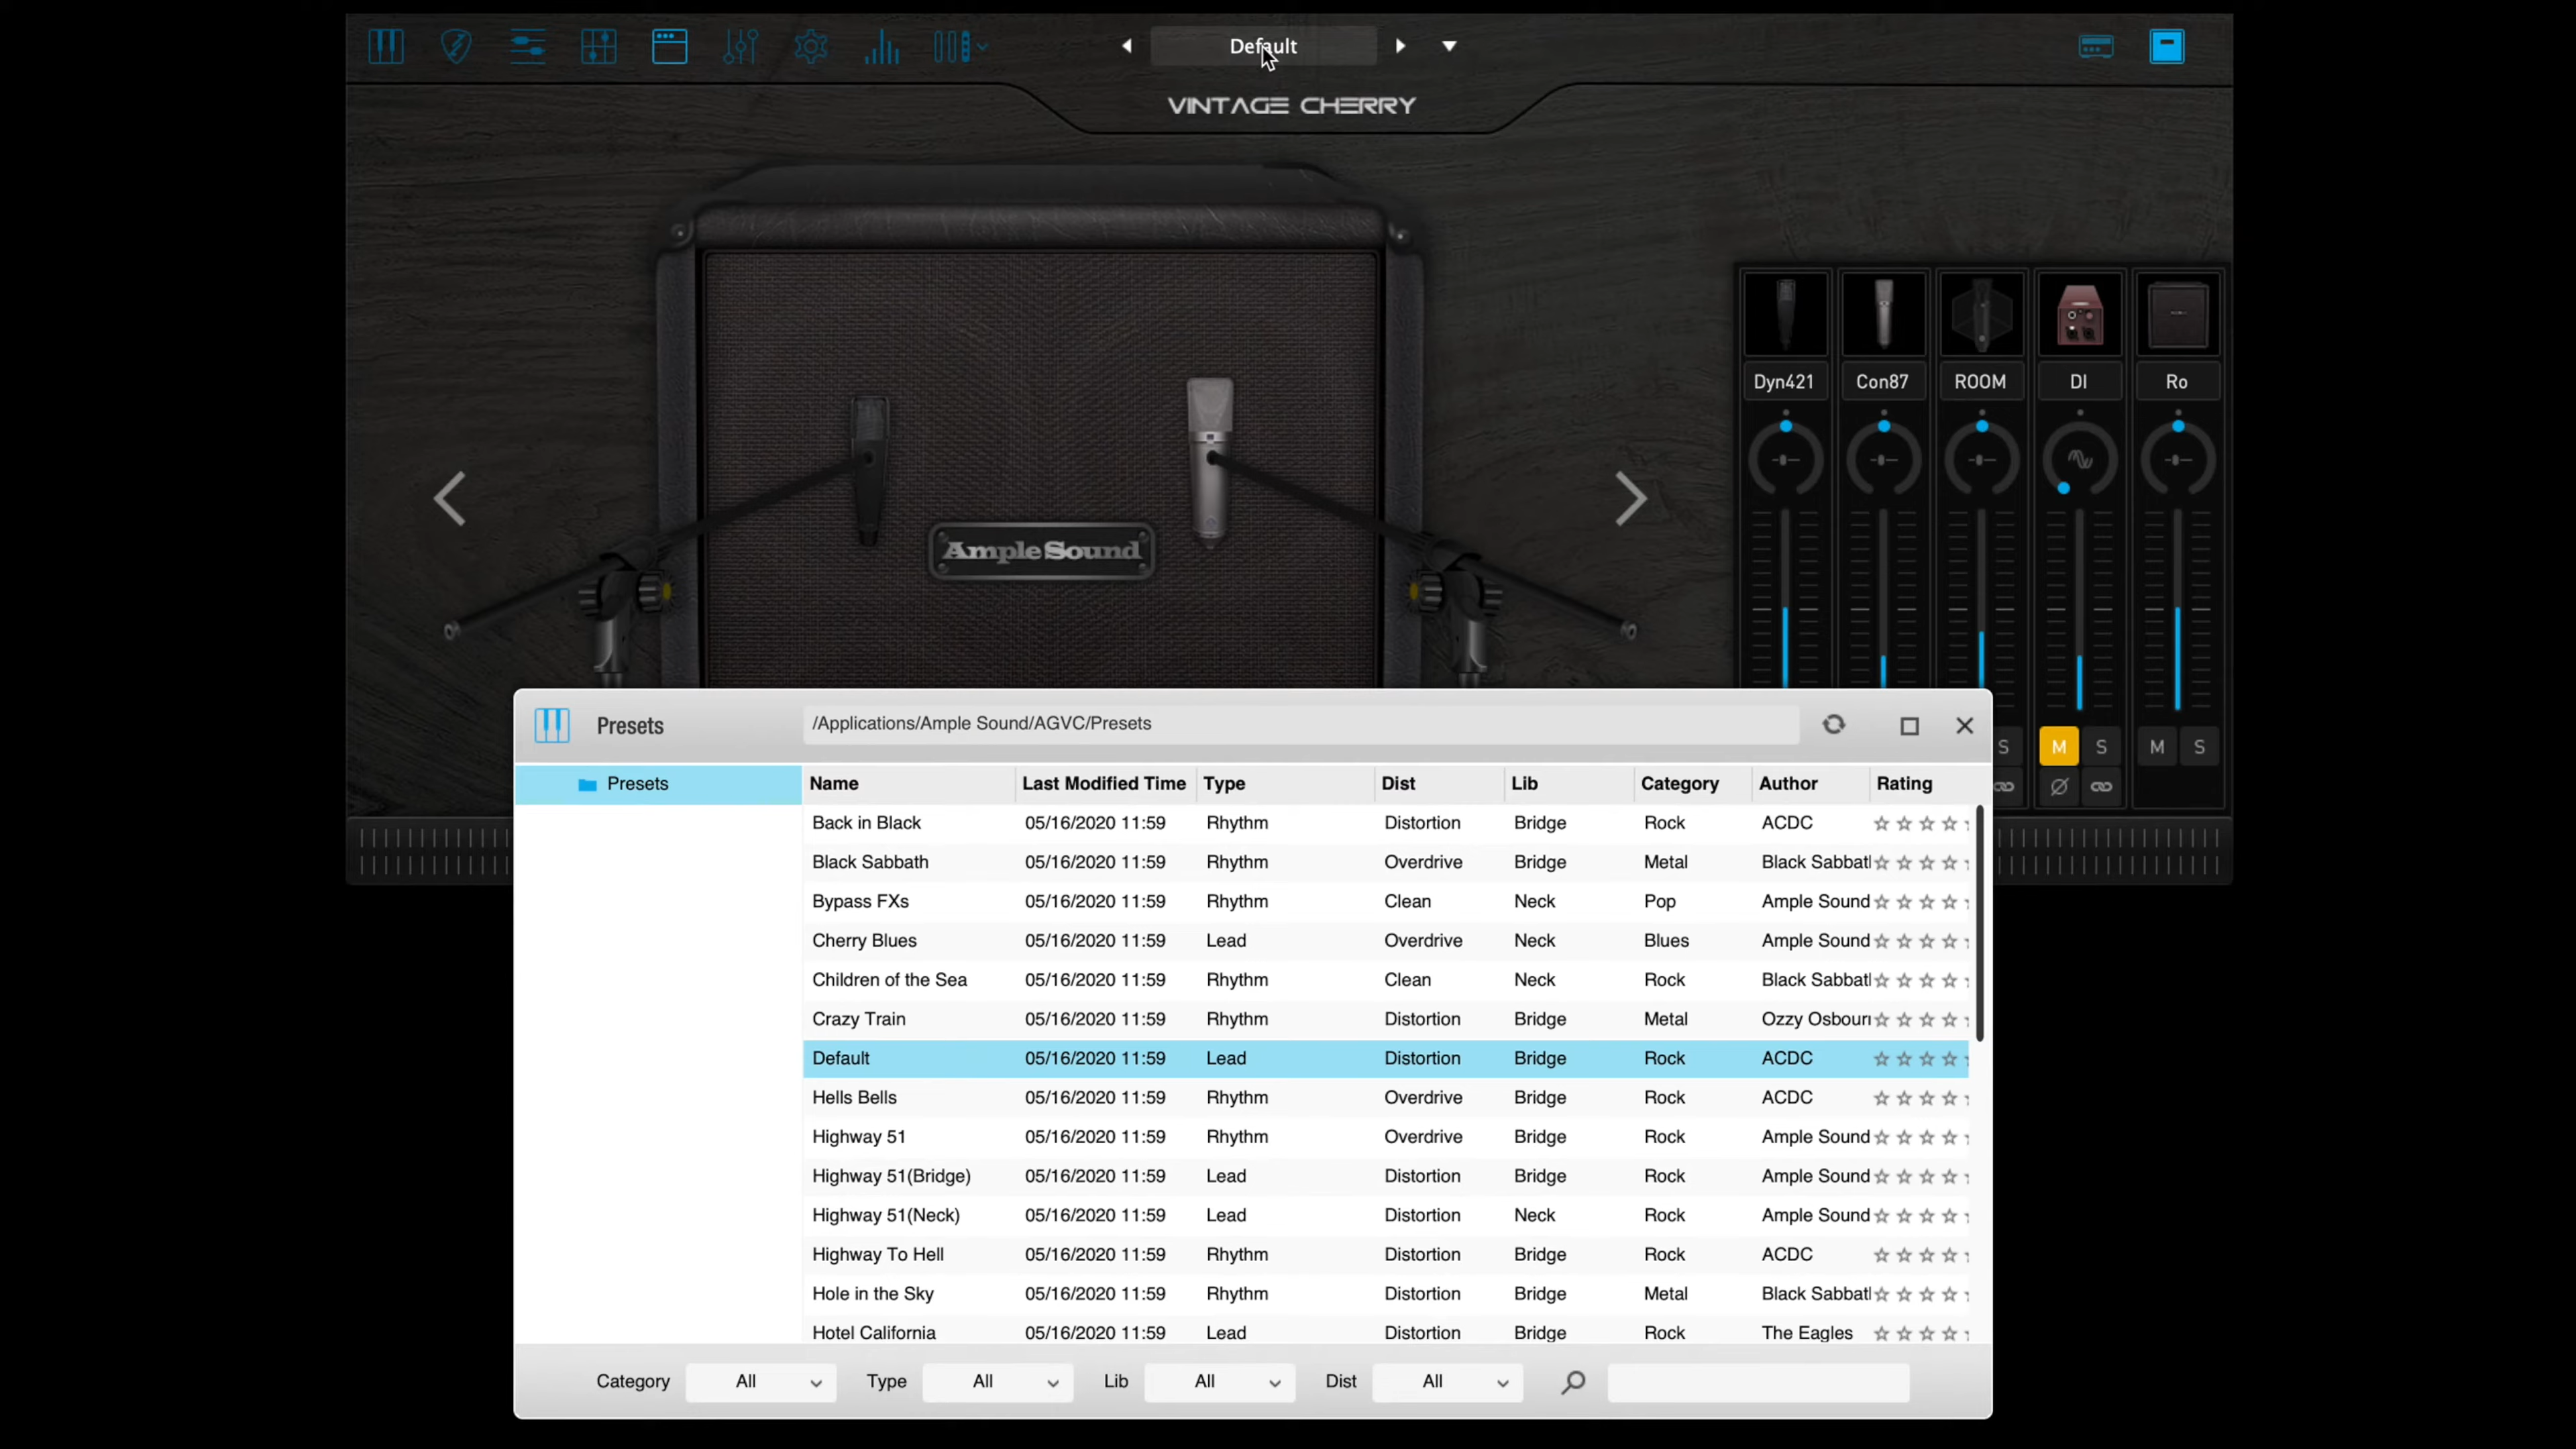 Default
VINTAGE CHERRY
Dyn421 Con87 ROOM DI Ro
AmpleSound
Presets /Applications/Ample Sound/AGVC/Presets
S M S M S
Presets
Name Last Modified Time Type Dist Lib Category Author Rating
Back in Black 05/16/2020 11:59 Rhythm Distortion Bridge Rock ACDC
Black Sabbath 05/16/2020 11:59 Rhythm Overdrive Bridge Metal Black Sabbatl
Bypass FXs 05/16/2020 11:59 Rhythm Clean Neck Pop Ample Sound
Cherry Blues 05/16/2020 11:59 Lead Overdrive Neck Blues Ample Sound
Children of the Sea 05/16/2020 11:59 Rhythm Clean Neck Rock Black Sabbatl
Crazy Train 05/16/2020 11:59 Rhythm Distortion Bridge Metal Ozzy Osbourn
Default 05/16/2020 11:59 Lead Distortion Bridge Rock ACDC
Hells Bells 05/16/2020 11:59 Rhythm Overdrive Bridge Rock ACDC
Highway 51 05/16/2020 11:59 Rhythm Overdrive Bridge Rock Ample Sound
Highway 51(Bridge) 05/16/2020 11:59 Lead Distortion Bridge Rock Ample Sound
Highway 51(Neck) 05/16/2020 11:59 Lead Distortion Neck Rock Ample Sound
Highway To Hell 05/16/2020 11:59 Rhythm Distortion Bridge Rock ACDC
Hole in the Sky 05/16/2020 11:59 Rhythm Distortion Bridge Metal Black Sabbatl
Hotel California 05/16/2020 11:59 Lead Distortion Bridge Rock The Eagles
Category All Type All Lib All Dist All